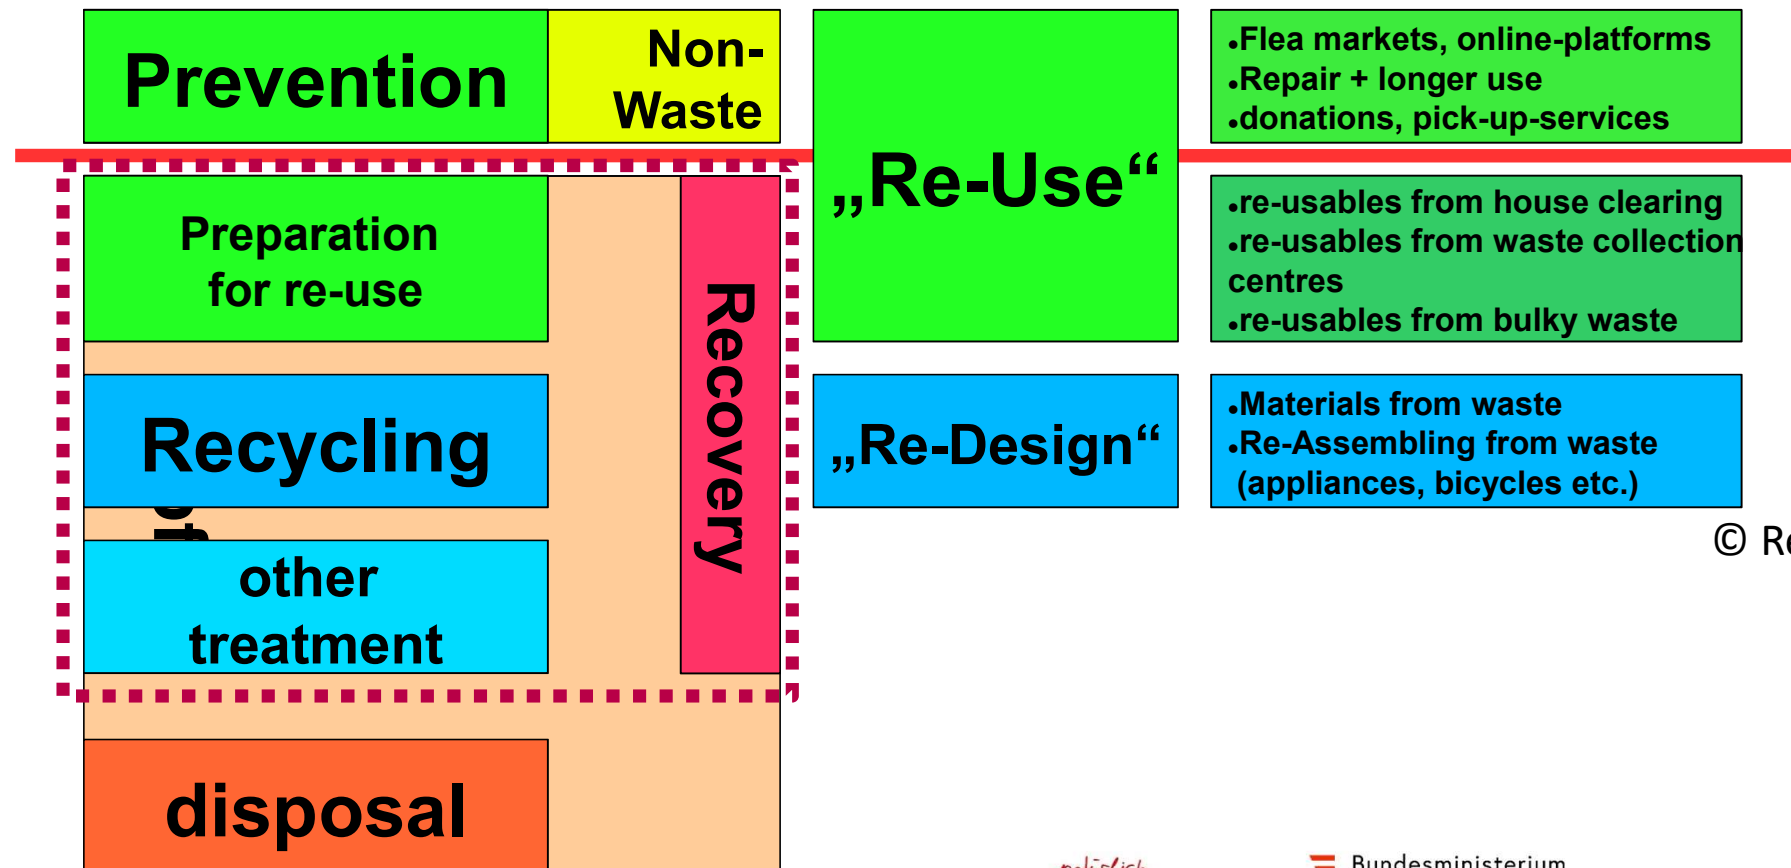 Prevention
Non-
Waste
„Re-Use“
•Flea markets, online-platforms
•Repair + longer use
•donations, pick-up-services
Preparation
for re-use
Recovery
•re-usables from house clearing
•re-usables from waste collection
centres
•re-usables from bulky waste
Recycling
„Re-Design“
•Materials from waste
•Re-Assembling from waste
(appliances, bicycles etc.)
of
© Re
other
treatment
disposal
Bundesministerium